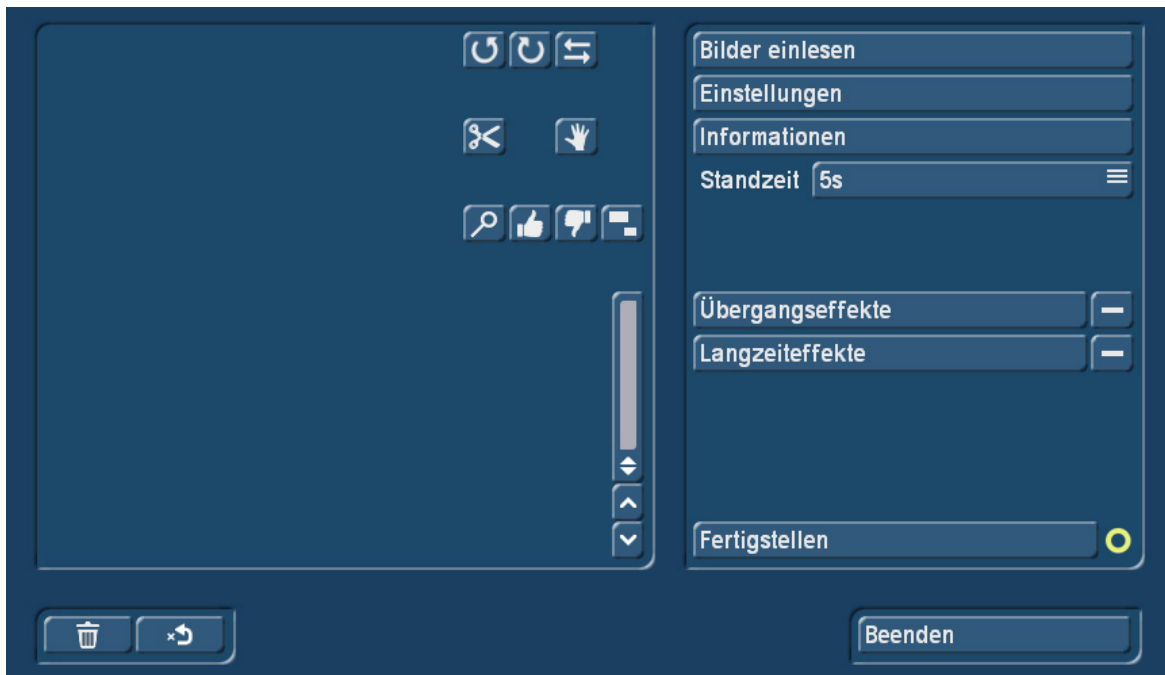 Bilder einlesen
Einstellungen
Informationen
Standzeit 5s
Übergangseffekte
Langzeiteffekte
Fertigstellen
Beenden